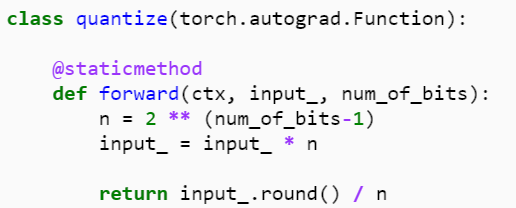 class quantize(torch.autograd.Function):
    @staticmethod
    def forward(ctx, input_, num_of_bits):
        n = 2 ** (num_of_bits-1)
        input_ = input_ * n
        return input_.round() / n